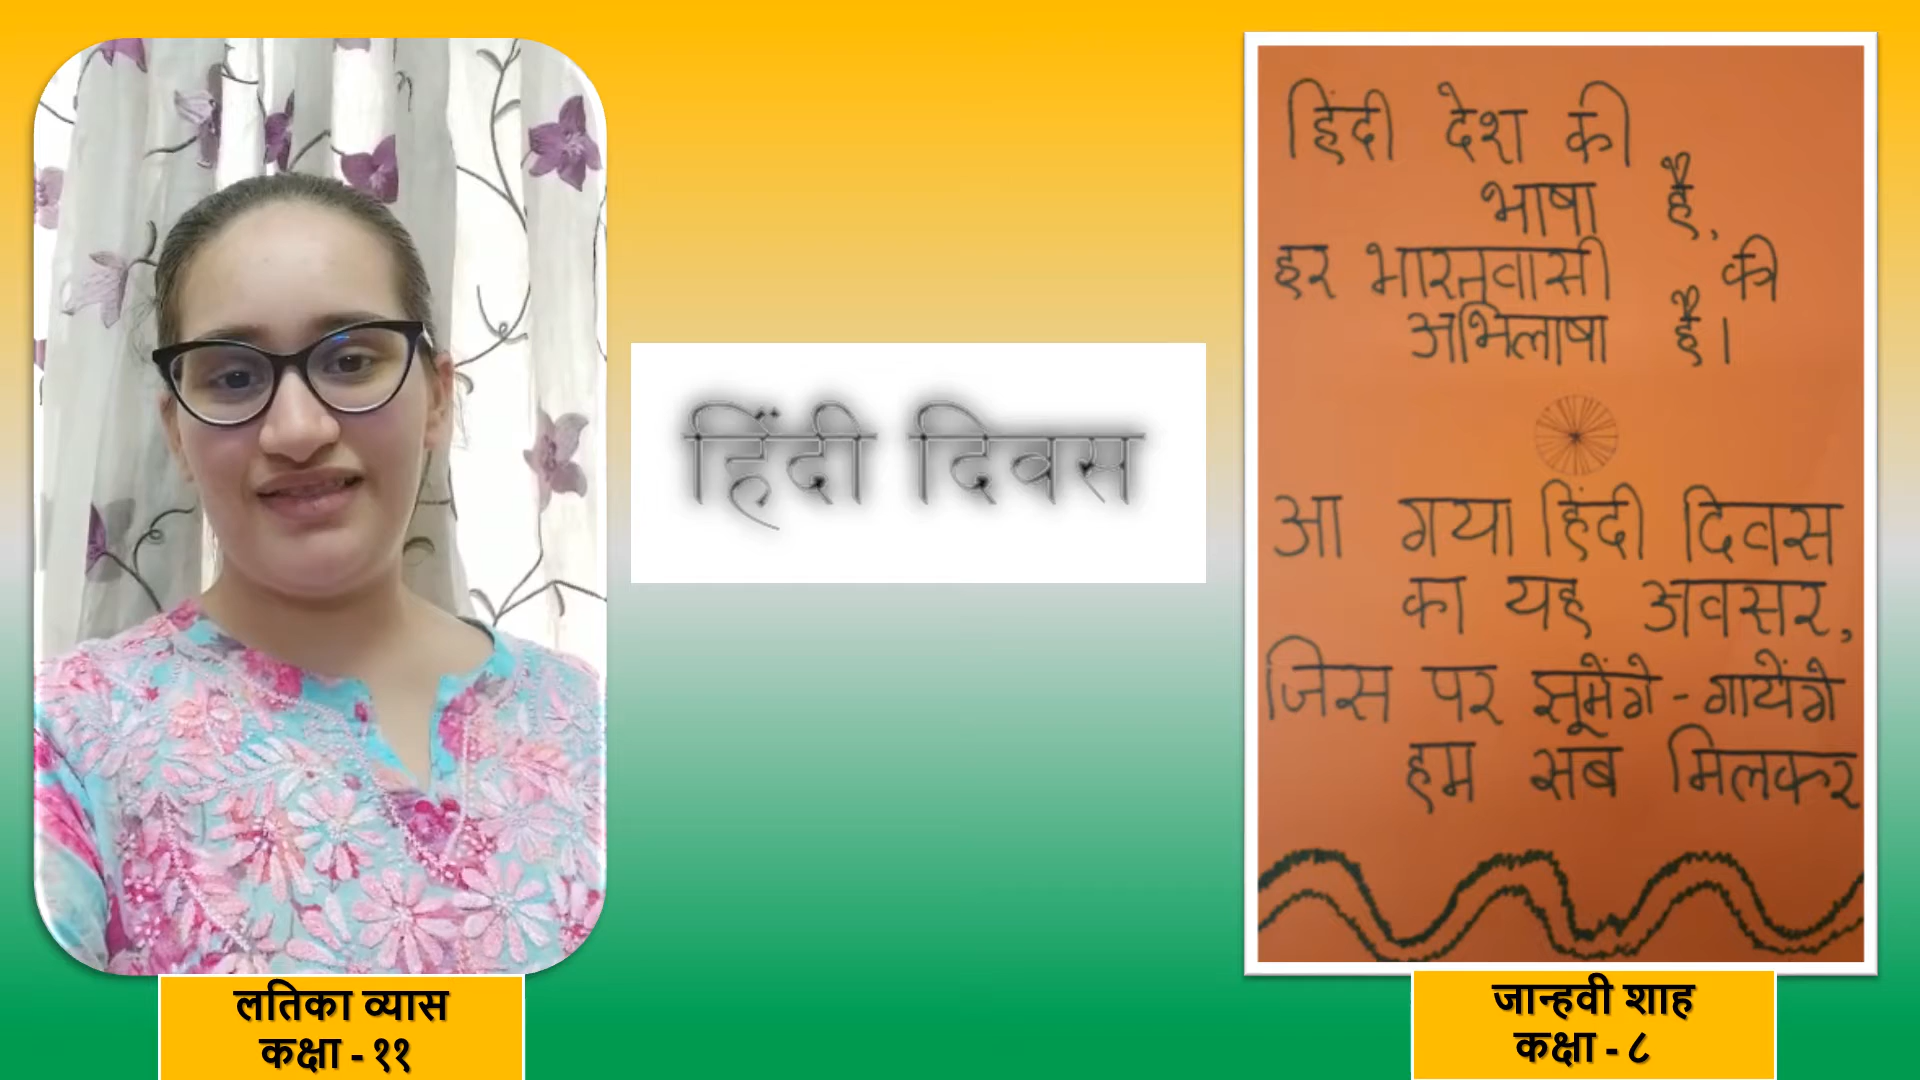 हिंदी दिवस
हिंदी देश की
भाषा है,
हर भारतवासी की
अभिलाषा है।
आ गया हिंदी दिवस
का यह अवसर,
जिस पर झूमेंगे - गायेंगे
हम सब मिलकर
लतिका व्यास
कक्षा - ११
जान्हवी शाह
कक्षा - ८